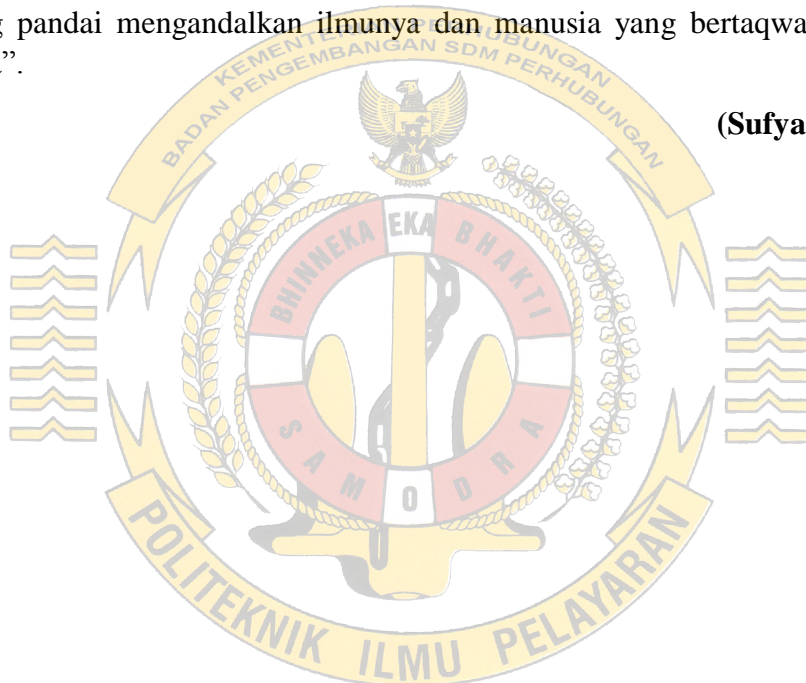 pandai mengandalkan ilmunya dan manusia yang bertaqwa
”.
(Sufya
KEMENTERIAN PERHUBUNGAN
BADAN PENGEMBANGAN SDM PERHUBUNGAN
BHINNEKA EKA BHAKTI
SAMODRA
POLITEKNIK ILMU PELAYARAN